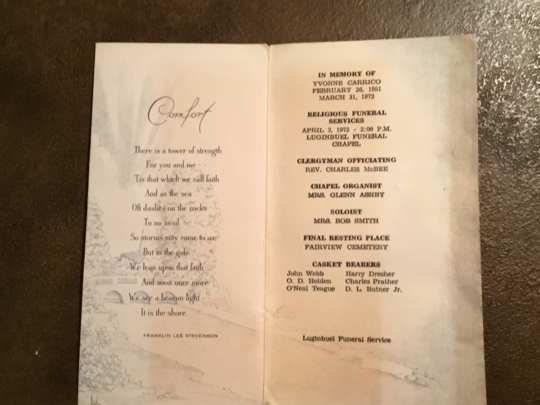 Comfort
There is a tower of strength
For you and me - -
'Tis that which we call faith
And as the sea
Oft dashes on the rocks
To no avail
So storms may come to us;
But in the gale
We lean upon that faith
And soon once more
We see a beacon light
It is the shore.
FRANKLIN LEE STEVENSON
IN MEMORY OF
YVONNE CARRICO
FEBRUARY 26, 1951
MARCH 31, 1972
RELIGIOUS FUNERAL
SERVICES
APRIL 3, 1972 - 2:00 P.M.
LUGINBUEL FUNERAL
CHAPEL
CLERGYMAN OFFICIATING
REV. CHARLES McBEE
CHAPEL ORGANIST
MRS. GLENN ASHBY
SOLOIST
MRS. BOB SMITH
FINAL RESTING PLACE
FAIRVIEW CEMETERY
CASKET BEARERS
John Webb Harry Dresher
O. D. Holden Charles Prather
O'Neal Teague D. L. Butner Jr.
Luginbuel Funeral Service